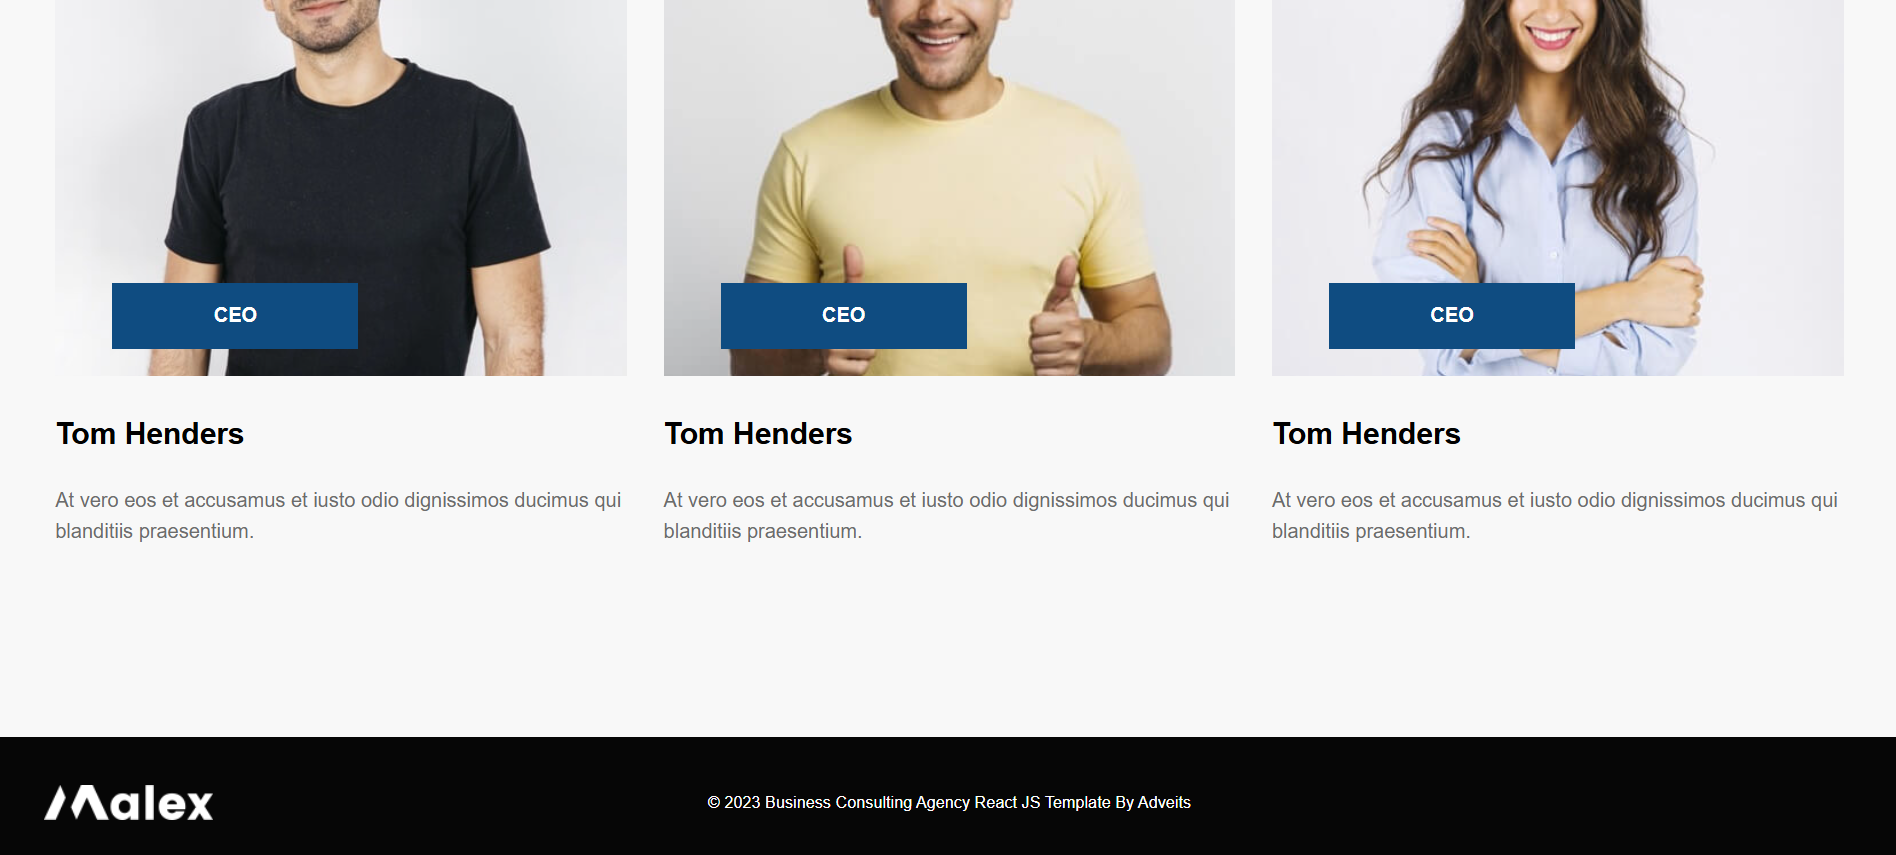 CEO
CEO
CEO
Tom Henders
Tom Henders
Tom Henders
At vero eos et accusamus et iusto odio dignissimos ducimus qui
blanditiis praesentium.
At vero eos et accusamus et iusto odio dignissimos ducimus qui
blanditiis praesentium.
At vero eos et accusamus et iusto odio dignissimos ducimus qui
blanditiis praesentium.
Malex
© 2023 Business Consulting Agency React JS Template By Adveits